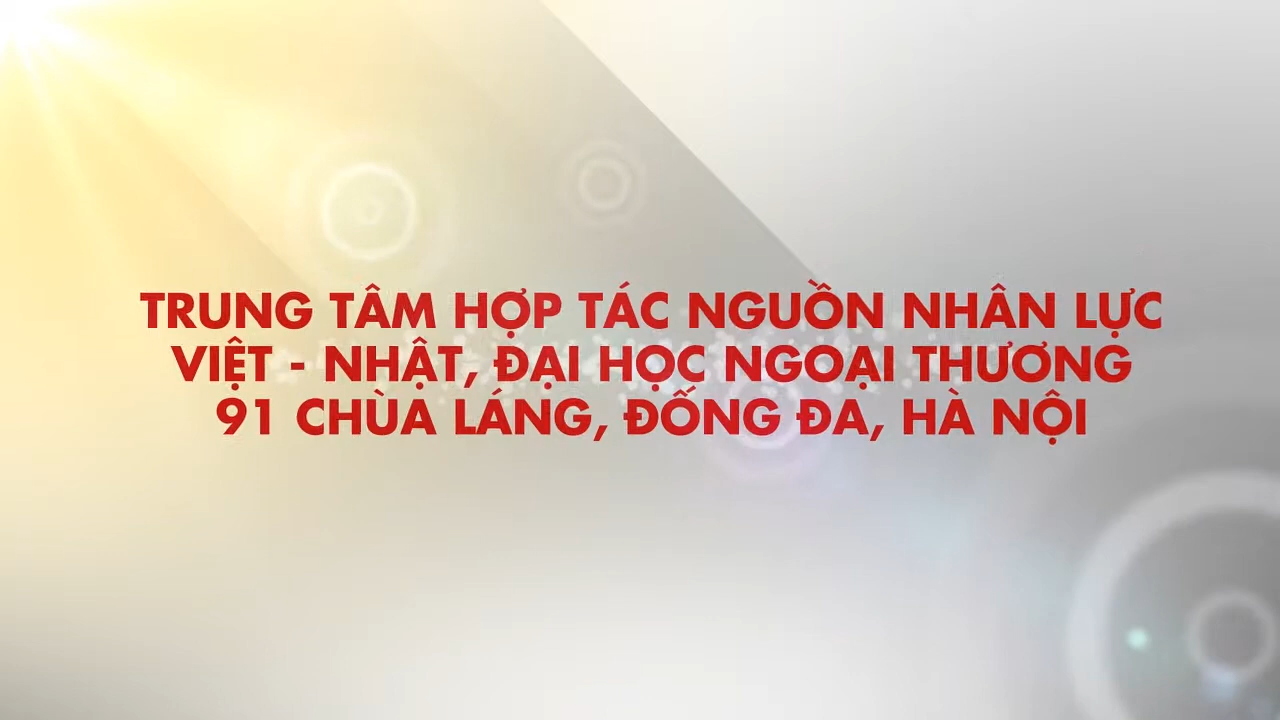 TRUNG TÂM HỢP TÁC NGUỒN NHÂN LỰC
VIỆT - NHẬT, ĐẠI HỌC NGOẠI THƯƠNG
91 CHÙA LÁNG, ĐỐNG ĐA, HÀ NỘI